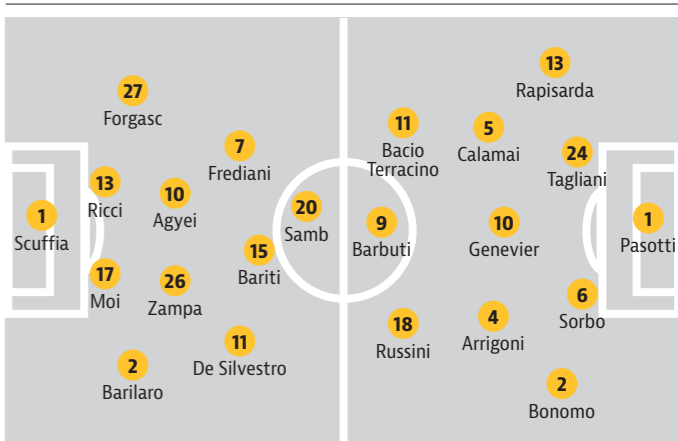 1
Scuffia
27
Forgasc
13
Ricci
17
Moi
2
Barilaro
10
Agyei
26
Zampa
7
Frediani
15
Bariti
11
De Silvestro
20
Samb
9
Barbuti
11
Bacio
Terracino
18
Russini
5
Calamai
10
Genevier
4
Arrigoni
13
Rapisarda
24
Tagliani
6
Sorbo
2
Bonomo
1
Pasotti